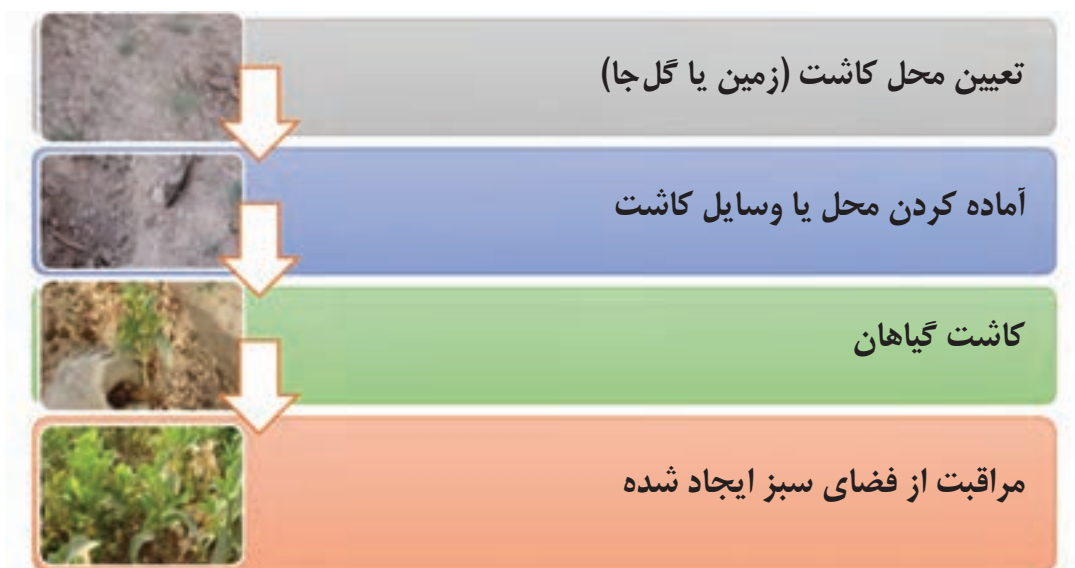 تعیین محل کاشت (زمین یا گل‌جا)
آماده کردن محل یا وسایل کاشت
کاشت گیاهان
مراقبت از فضای سبز ایجاد شده